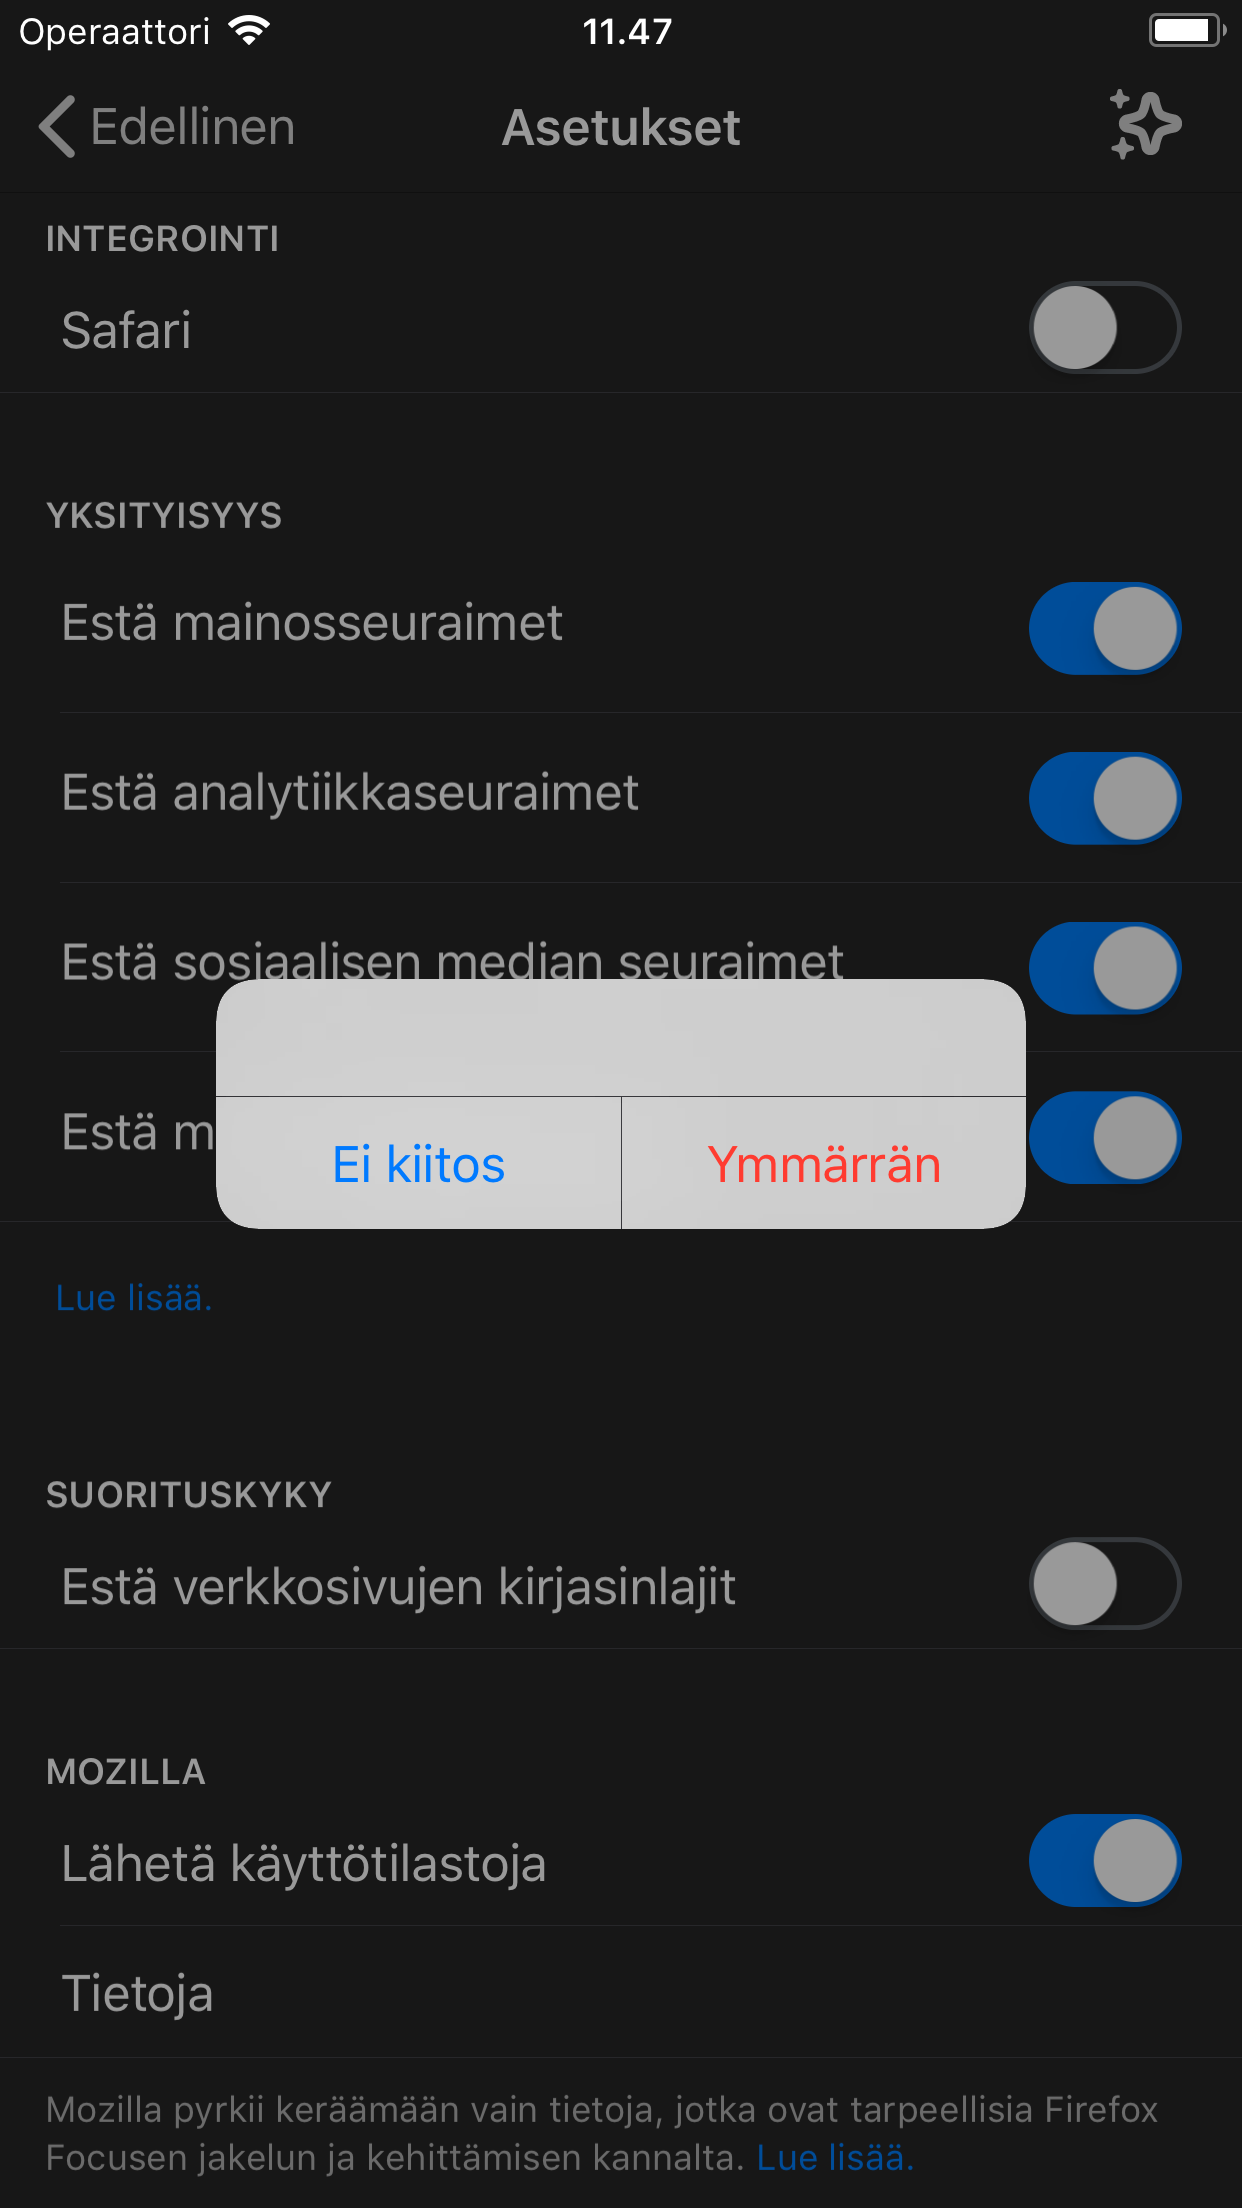 Operaattori 11.47
Edellinen Asetukset
INTEGROINTI
Safari
YKSITYISYYS
Estä mainosseuraimet
Estä analytiikkaseuraimet
Estä sosiaalisen median seuraimet
Estä
Ei kiitos Ymmärrän
Lue lisää.
SUORITUSKYKY
Estä verkkosivujen kirjasinlajit
MOZILLA
Lähetä käyttötilastoja
Tietoja
Mozilla pyrkii keräämään vain tietoja, jotka ovat tarpeellisia Firefox
Focusen jakelun ja kehittämisen kannalta. Lue lisää.